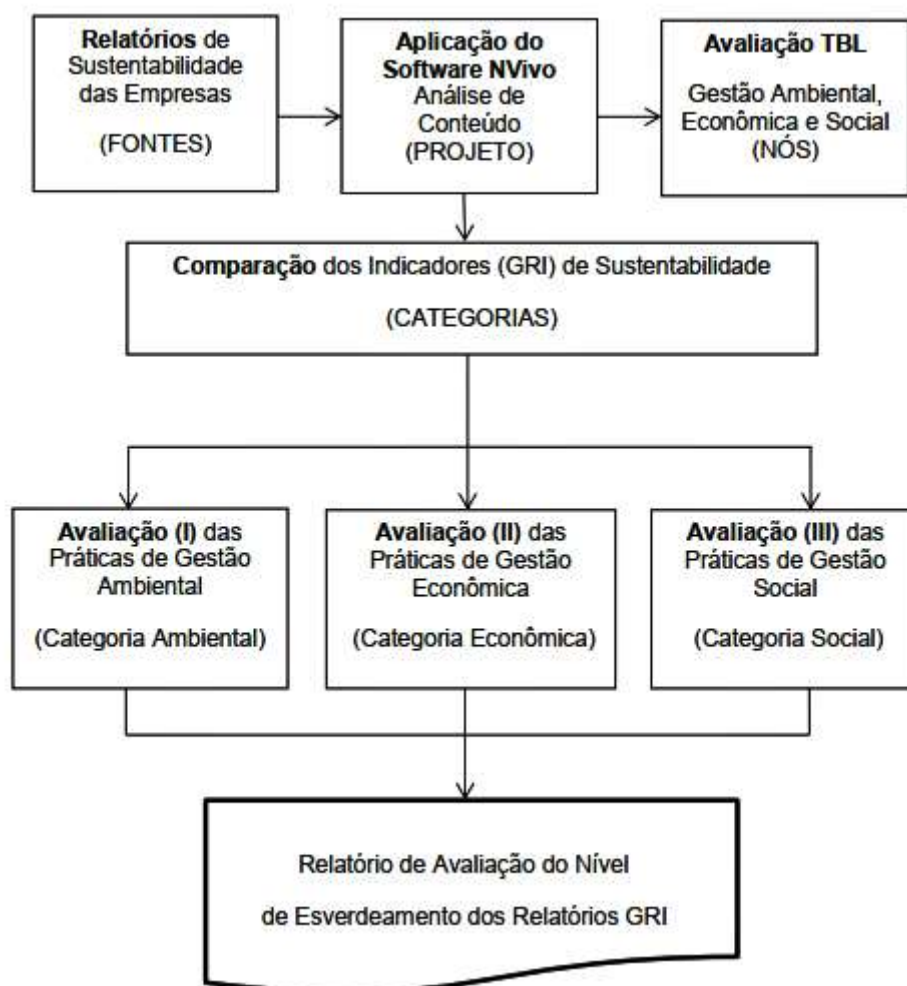 Relatórios de
Sustentabilidade
das Empresas
(FONTES)
Aplicação do
Software NVivo
Análise de
Conteúdo
(PROJETO)
Avaliação TBL
Gestão Ambiental,
Econômica e Social
(NÓS)
Comparação dos Indicadores (GRI) de Sustentabilidade
(CATEGORIAS)
Avaliação (I) das
Práticas de Gestão
Ambiental
(Categoria Ambiental)
Avaliação (II) das
Práticas de Gestão
Econômica
(Categoria Econômica)
Avaliação (III) das
Práticas de Gestão
Social
(Categoria Social)
Relatório de Avaliação do Nível
de Esverdeamento dos Relatórios GRI